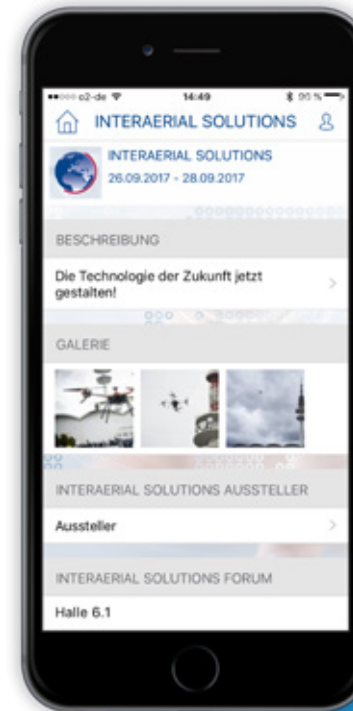 o2-de 14:49 95 %
INTERAERIAL SOLUTIONS
INTERAERIAL SOLUTIONS
26.09.2017 - 28.09.2017
BESCHREIBUNG
Die Technologie der Zukunft jetzt
gestalten!
GALERIE
INTERAERIAL SOLUTIONS AUSSTELLER
Aussteller
INTERAERIAL SOLUTIONS FORUM
Halle 6.1